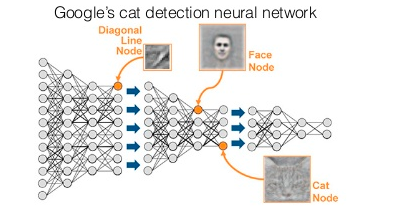 Google's cat detection neural network
Diagonal
Line
Node
Face
Node
Cat
Node